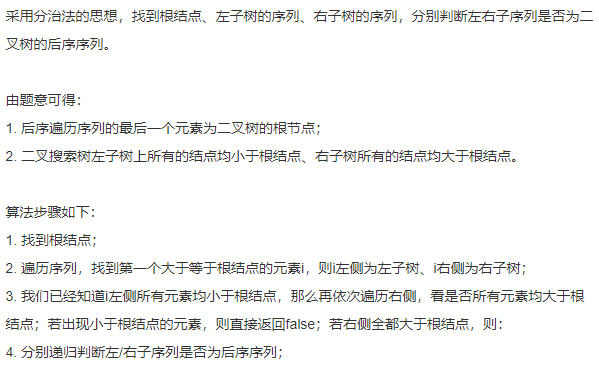 采用分治法的思想，找到根结点、左子树的序列、右子树的序列，分别判断左右子序列是否为二
叉树的后序序列。
由题意可得：
1. 后序遍历序列的最后一个元素为二叉树的根节点；
2. 二叉搜索树左子树上所有的结点均小于根结点、右子树所有的结点均大于根结点。
算法步骤如下：
1. 找到根结点；
2. 遍历序列，找到第一个大于等于根结点的元素i，则i左侧为左子树、i右侧为右子树；
3. 我们已经知道i左侧所有元素均小于根结点，那么再依次遍历右侧，看是否所有元素均大于根
结点；若出现小于根结点的元素，则直接返回false；若右侧全都大于根结点，则：
4. 分别递归判断左/右子序列是否为后序序列；